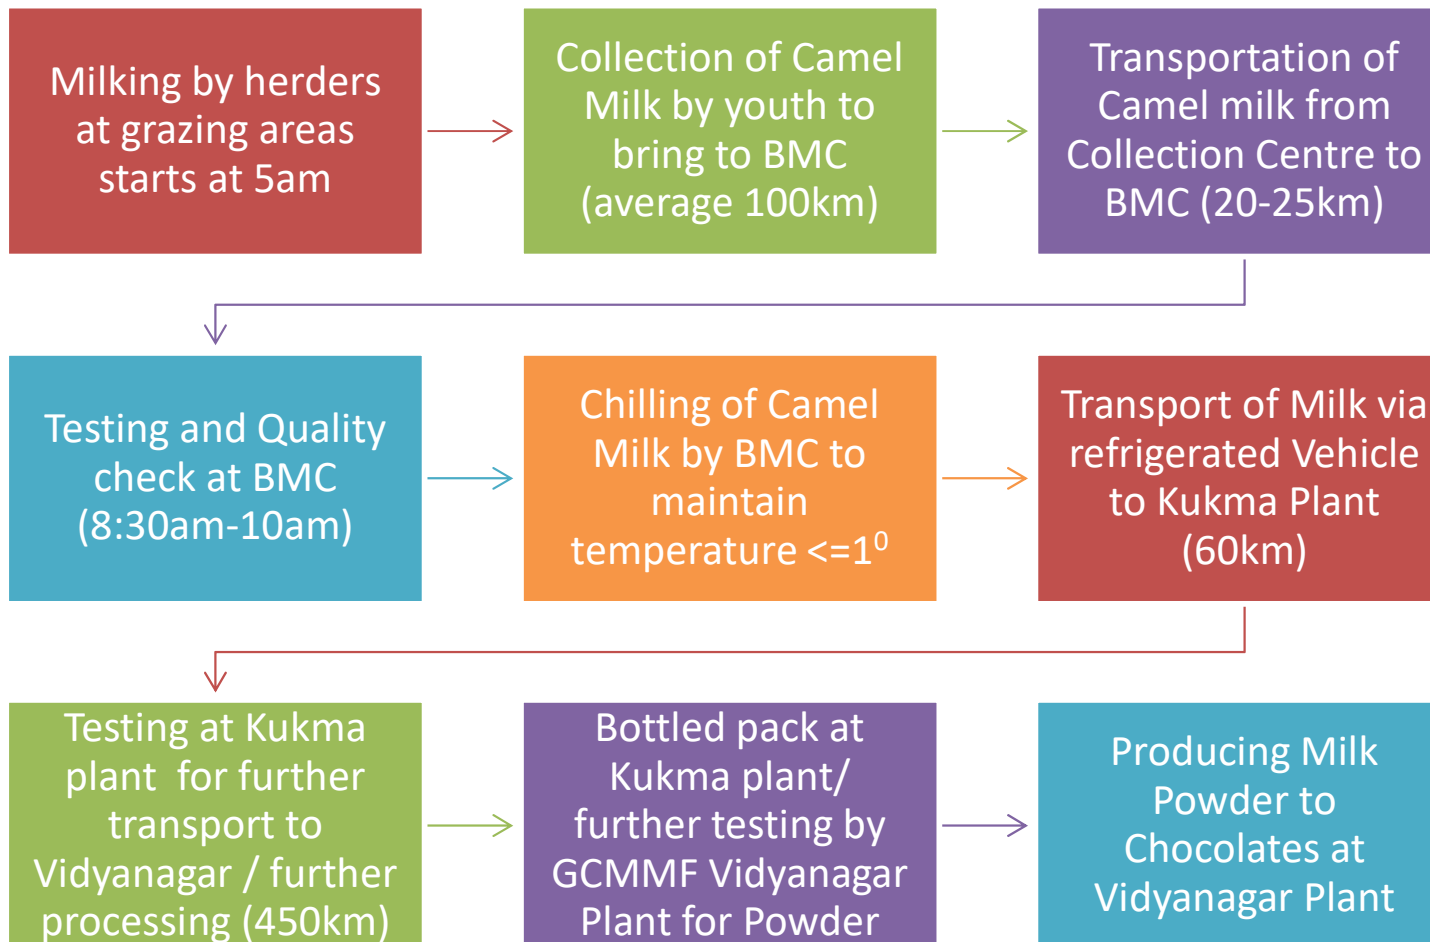 Milking by herders
at grazing areas
starts at 5am
Collection of Camel
Milk by youth to
bring to BMC
(average 100km)
Transportation of
Camel milk from
Collection Centre to
BMC (20-25km)
Testing and Quality
check at BMC
(8:30am-10am)
Chilling of Camel
Milk by BMC to
maintain
temperature <=1⁰
Transport of Milk via
refrigerated Vehicle
to Kukma Plant
(60km)
Testing at Kukma
plant for further
transport to
Vidyanagar / further
processing (450km)
Bottled pack at
Kukma plant/
further testing by
GCMMF Vidyanagar
Plant for Powder
Producing Milk
Powder to
Chocolates at
Vidyanagar Plant